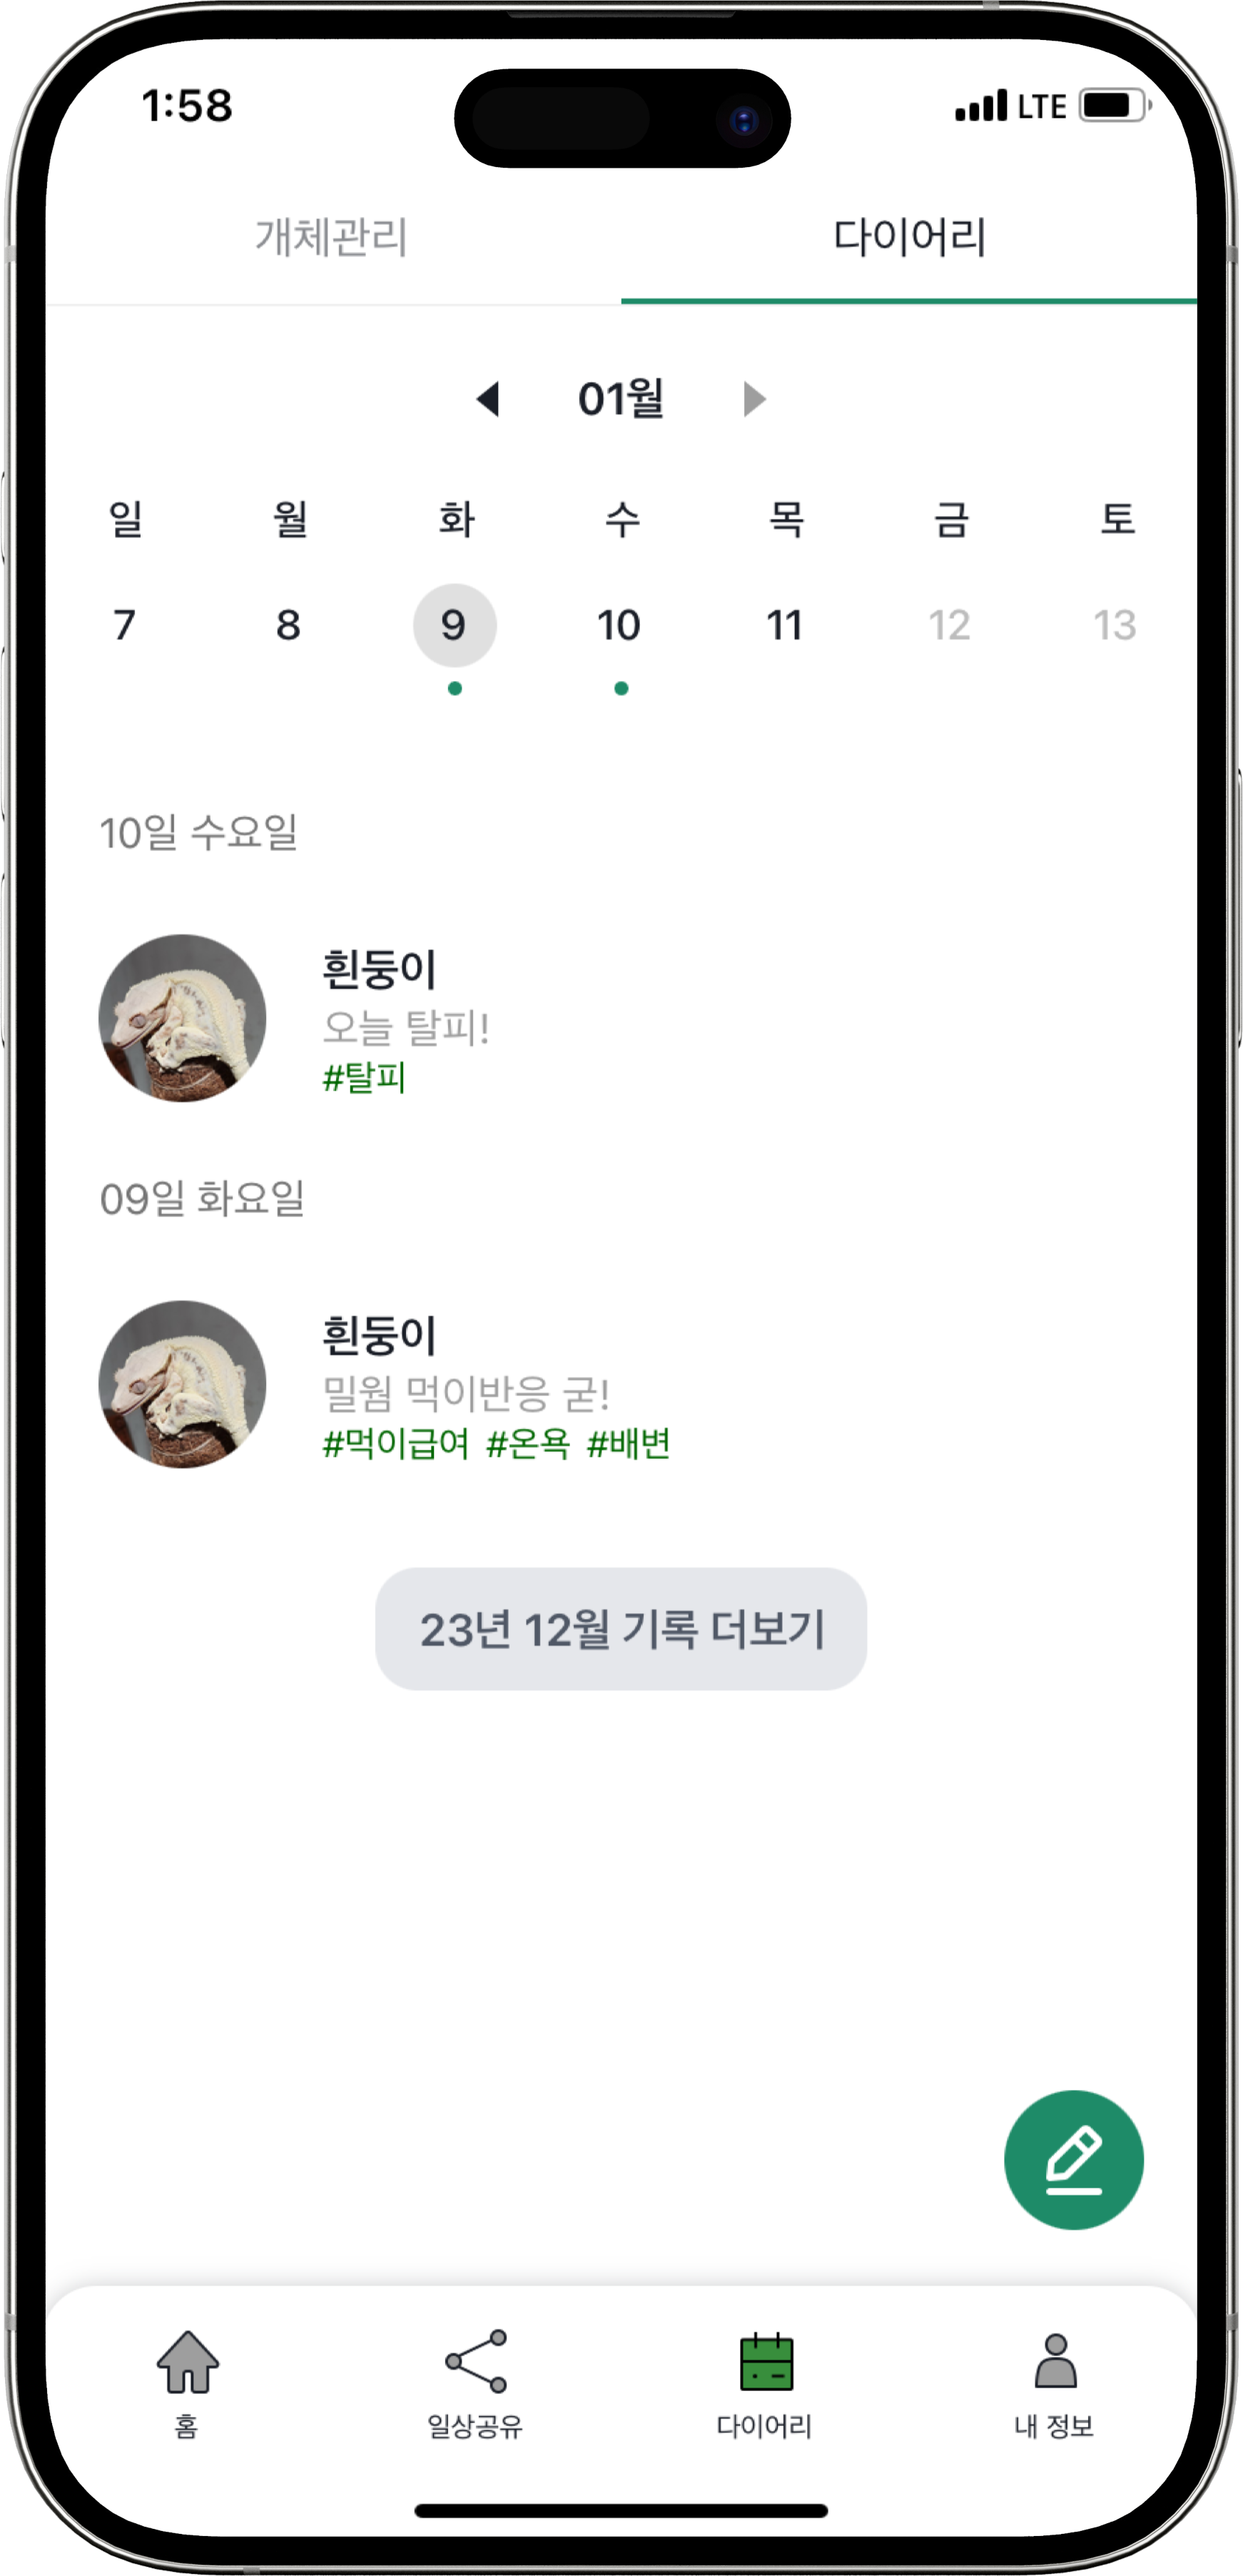 1:58 LTE
개체관리 다이어리
01월
일 월 화 수 목 금 토
7 8 9 10 11 12 13
10일 수요일
흰둥이
오늘 탈피!
#탈피
09일 화요일
흰둥이
밀웜 먹이반응 굳!
#먹이급여 #온욕 #배변
23년 12월 기록 더보기
홈 일상공유 다이어리 내 정보